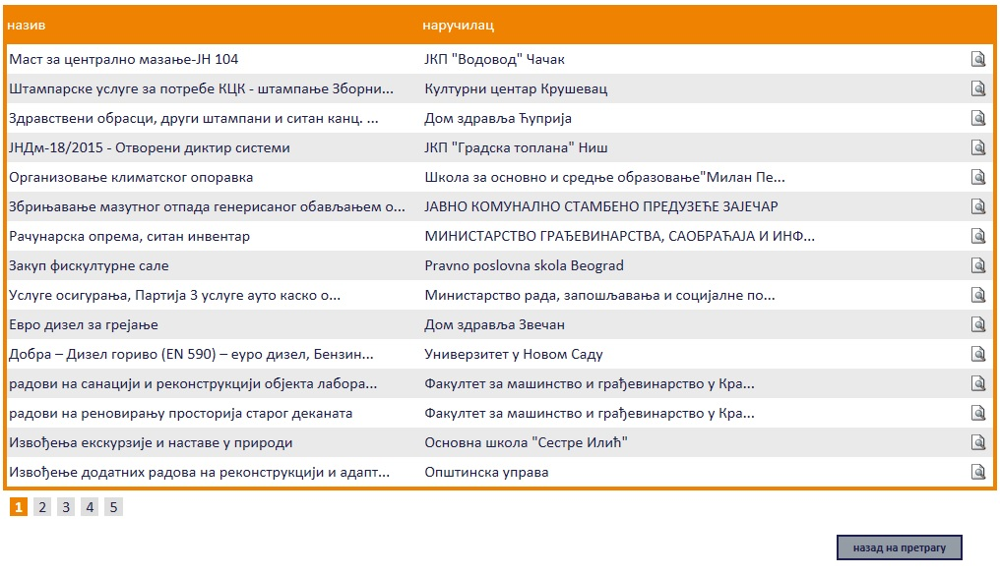 назив наручилац
Маст за централно мазање-ЈН 104 ЈКП "Водовод" Чачак
Штампарске услуге за потребе КЦК - штампање Зборни... Културни центар Крушевац
Здравствени обрасци, други штампани и ситан канц. ... Дом здравља Ћуприја
ЈНДм-18/2015 - Отворени диктир системи ЈКП "Градска топлана" Ниш
Организовање климатског опоравка Школа за основно и средње образовање"Милан Пе...
Збрињавање мазутног отпада генерисаног обављањем о... ЈАВНО КОМУНАЛНО СТАМБЕНО ПРЕДУЗЕЋЕ ЗАЈЕЧАР
Рачунарска опрема, ситан инвентар МИНИСТАРСТВО ГРАЂЕВИНАРСТВА, САОБРАЋАЈА И ИНФ...
Закуп фискултурне сале Pravno poslovna skola Beograd
Услуге осигурања, Партија 3 услуге ауто каско о... Министарство рада, запошљавања и социјалне по...
Евро дизел за грејање Дом здравља Звечан
Добра – Дизел гориво (EN 590) – еуро дизел, Бензин... Универзитет у Новом Саду
радови на санацији и реконструкцији објекта лабора... Факултет за машинство и грађевинарство у Кра...
радови на реновирању просторија старог деканата Факултет за машинство и грађевинарство у Кра...
Извођења екскурзије и наставе у природи Основна школа "Сестре Илић"
Извођење додатних радова на реконструкцији и адапт... Општинска управа
1 2 3 4 5
назад на претрагу